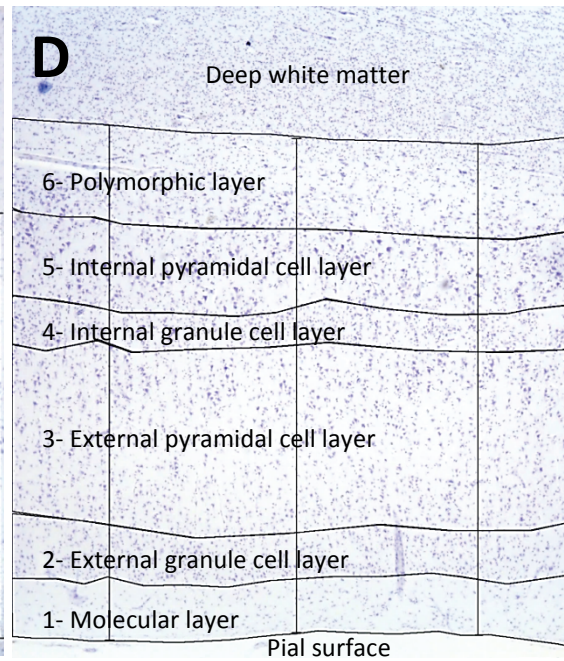 D
Deep white matter
6- Polymorphic layer
5- Internal pyramidal cell layer
4- Internal granule cell layer
3- External pyramidal cell layer
2- External granule cell layer
1- Molecular layer
Pial surface